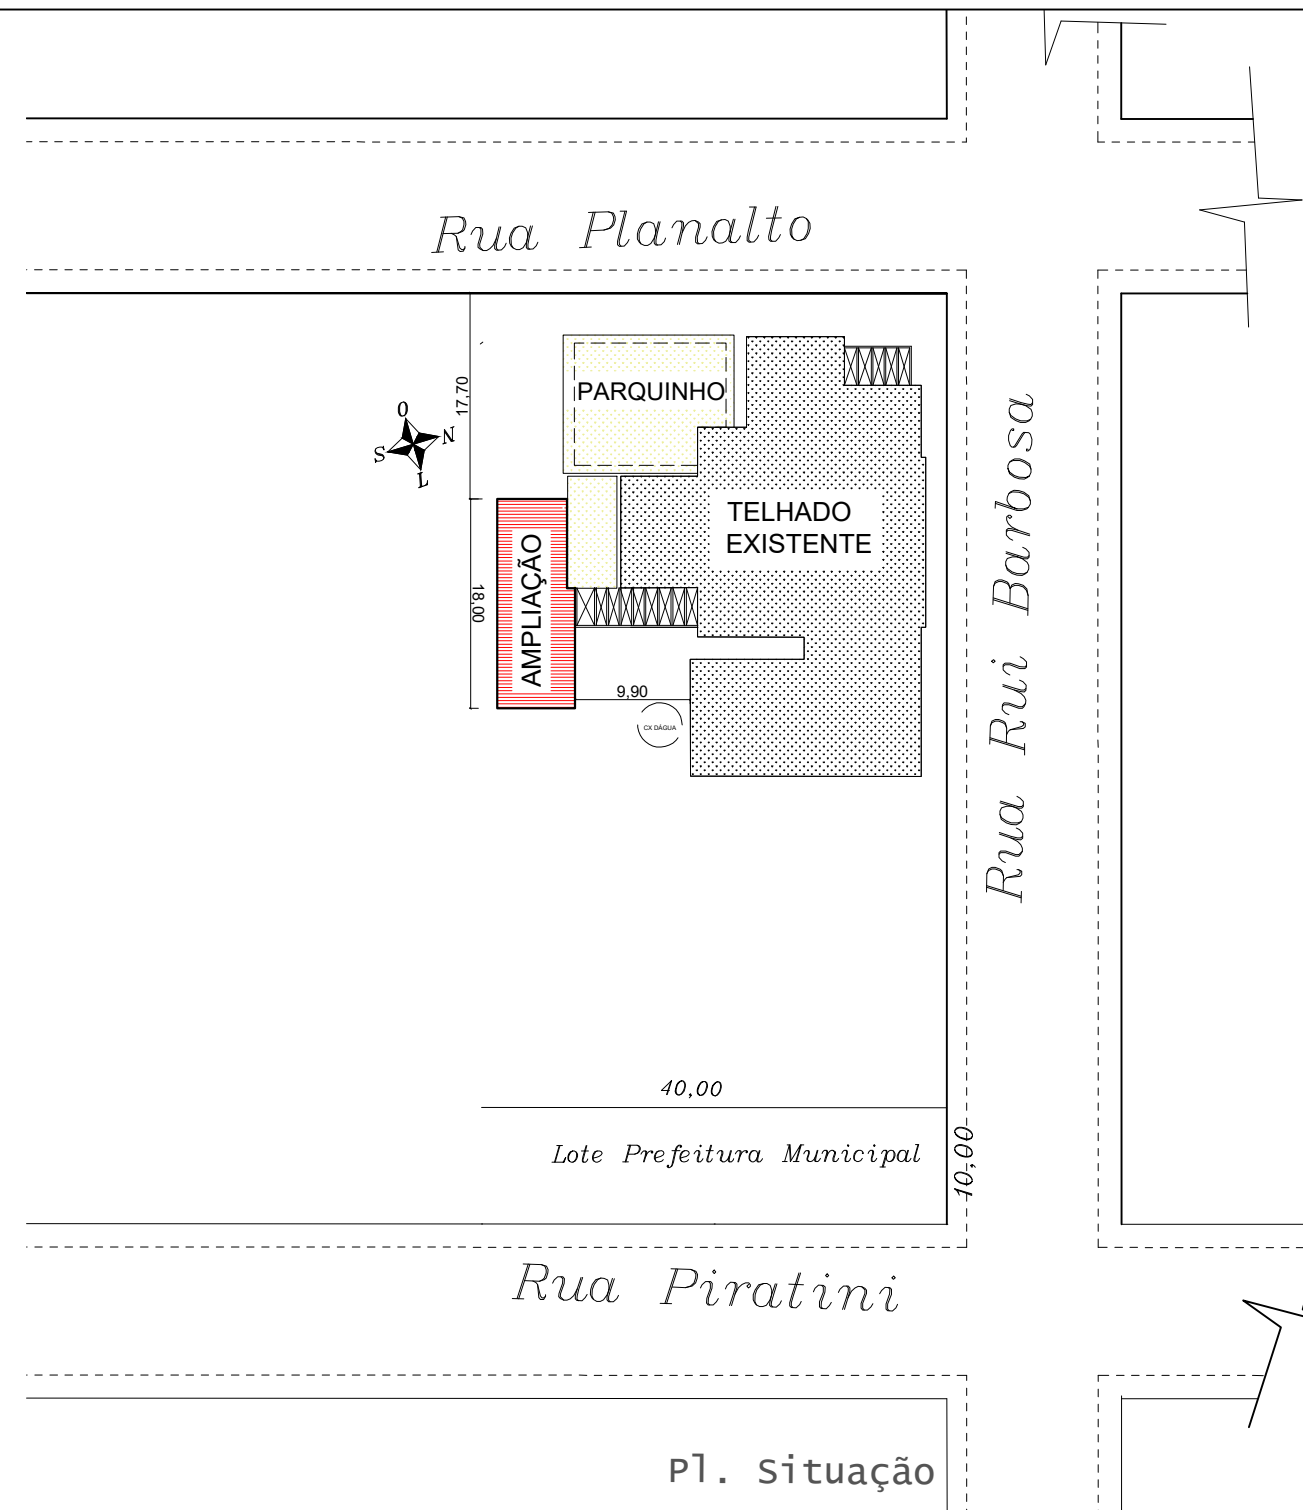 Rua Planalto
PARQUINHO
17,70
O
N
S
L
TELHADO
EXISTENTE
AMPLIAÇÃO
18,00
9,90
CX DÁGUA
Rua Rui Barbosa
40,00
Lote Prefeitura Municipal
10,00
Rua Piratini
Pl. Situação